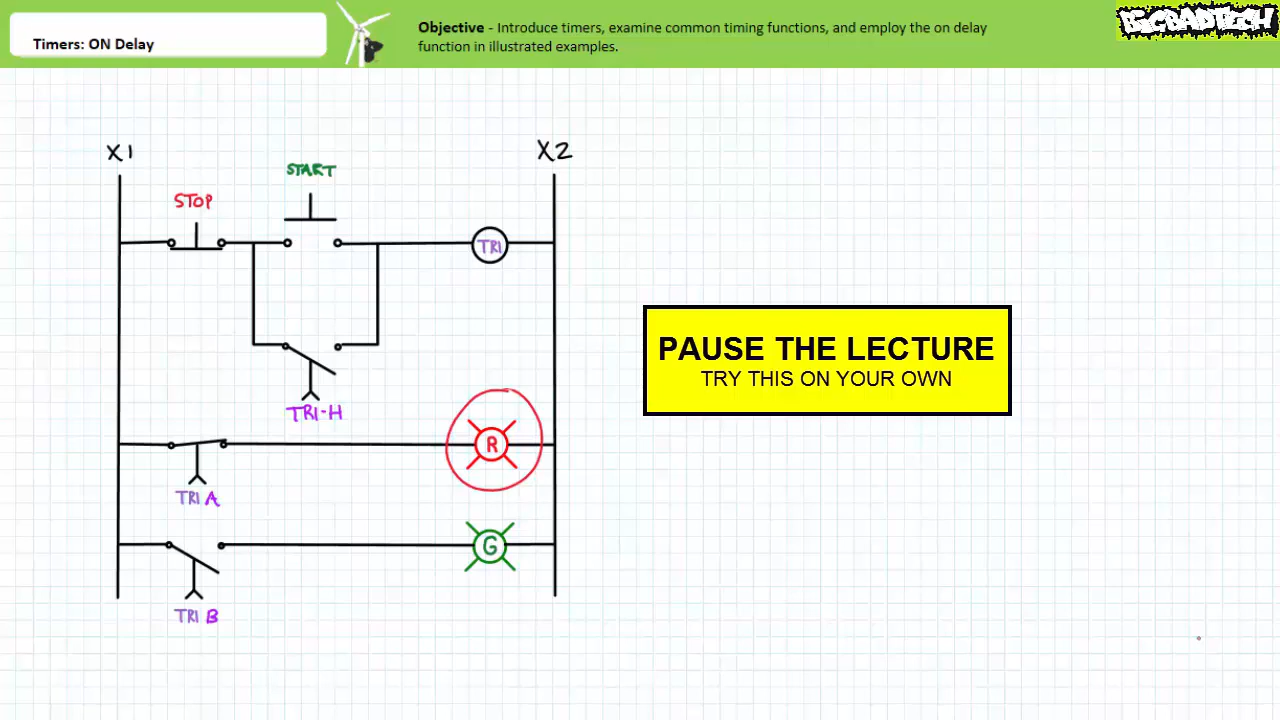 Timers: ON Delay
Objective - Introduce timers, examine common timing functions, and employ the on delay
function in illustrated examples.
BIGBADTECH
X1
X2
START
STOP
TR1
PAUSE THE LECTURE
TRY THIS ON YOUR OWN
TR1-H
R
TR1 A
G
TR1 B